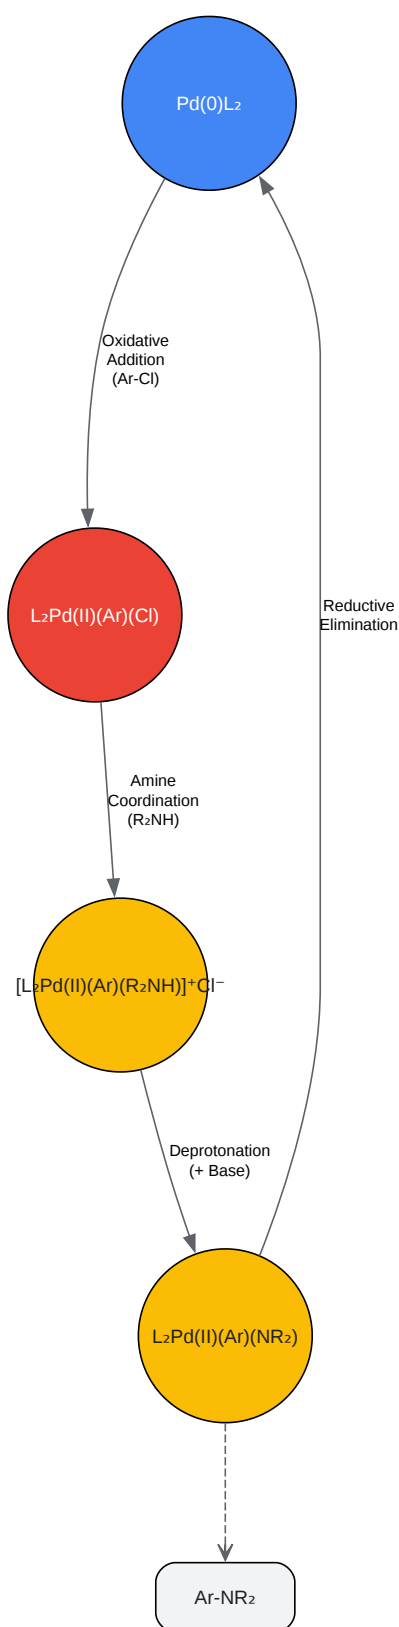 Pd(0)L₂
Oxidative
Addition
(Ar-Cl)
L₂Pd(II)(Ar)(Cl)
Reductive
Elimination
Amine
Coordination
(R₂NH)
[L₂Pd(II)(Ar)(R₂NH)]⁺Cl⁻
Deprotonation
(+ Base)
L₂Pd(II)(Ar)(NR₂)
Ar-NR₂